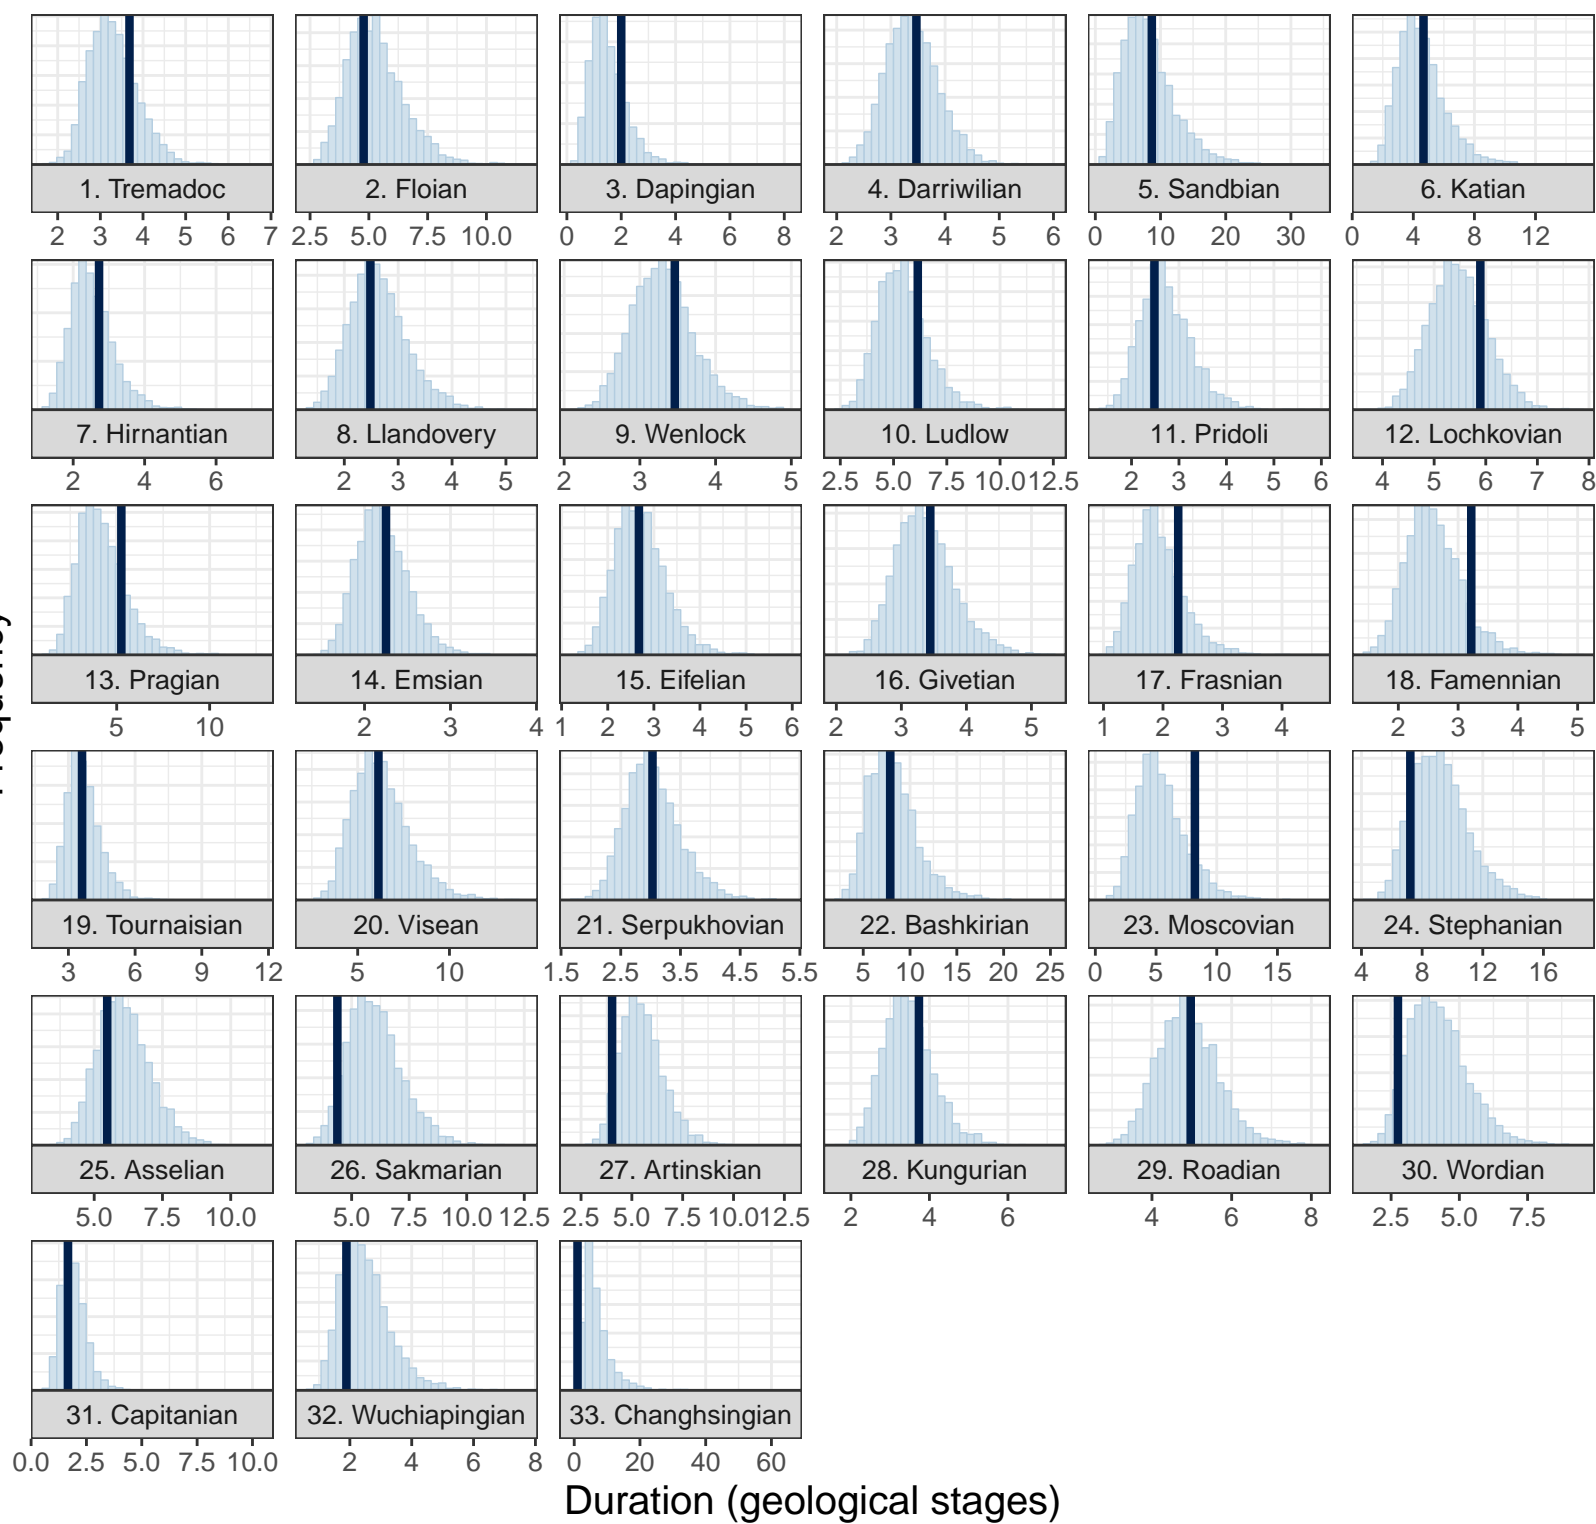 1. Tremadoc 2. Floian 3. Dapingian 4. Darriwilian 5. Sandbian 6. Katian
2 3 4 5 6 7 2.5 5.0 7.5 10.0 0 2 4 6 8 2 3 4 5 6 0 10 20 30 0 4 8 12
7. Hirnantian 8. Llandovery 9. Wenlock 10. Ludlow 11. Pridoli 12. Lochkovian
2 4 6 2 3 4 5 2 3 4 5 2.5 5.0 7.5 10.0 12.5 2 3 4 5 6 4 5 6 7 8
13. Pragian 14. Emsian 15. Eifelian 16. Givetian 17. Frasnian 18. Famennian
5 10 2 3 4 1 2 3 4 5 6 2 3 4 5 1 2 3 4 2 3 4 5
19. Tournaisian 20. Visean 21. Serpukhovian 22. Bashkirian 23. Moscovian 24. Stephanian
3 6 9 12 5 10 1.5 2.5 3.5 4.5 5.5 5 10 15 20 25 0 5 10 15 4 8 12 16
25. Asselian 26. Sakmarian 27. Artinskian 28. Kungurian 29. Roadian 30. Wordian
5.0 7.5 10.0 5.0 7.5 10.0 12.5 2.5 5.0 7.5 10.0 12.5 2 4 6 4 6 8 2.5 5.0 7.5
31. Capitanian 32. Wuchiapingian 33. Changhsingian
0.0 2.5 5.0 7.5 10.0 2 4 6 8 0 20 40 60
Duration (geological stages)